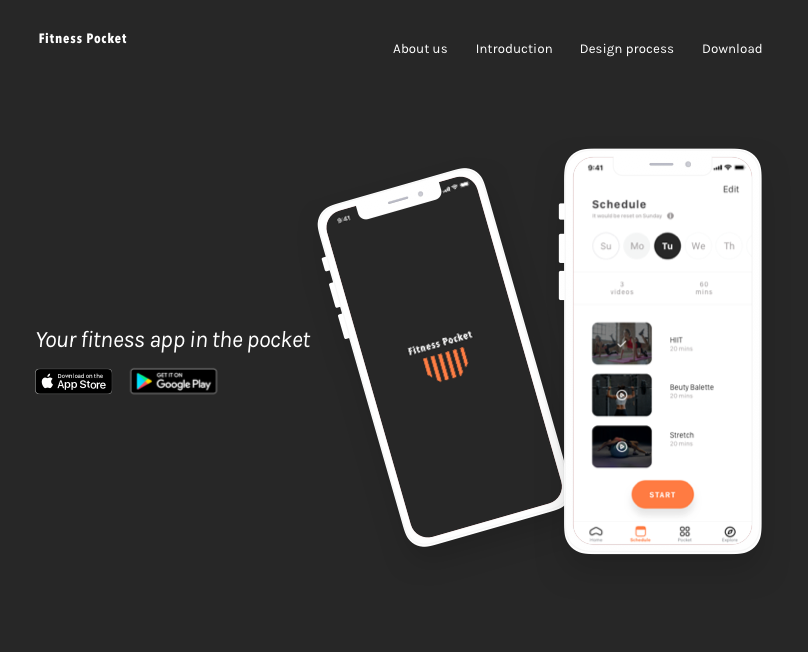 Fitness Pocket
About us
Introduction
Design process
Download
Your fitness app in the pocket
Download on the
App Store
GET IT ON
Google Play
9:41
Fitness Pocket
9:41
Edit
Schedule
It would be reset on Sunday
Su Mo Tu We Th
3 60
videos mins
HIIT
20 mins
Beuty Balette
20 mins
Stretch
20 mins
START
Home Schedule Pocket Explore